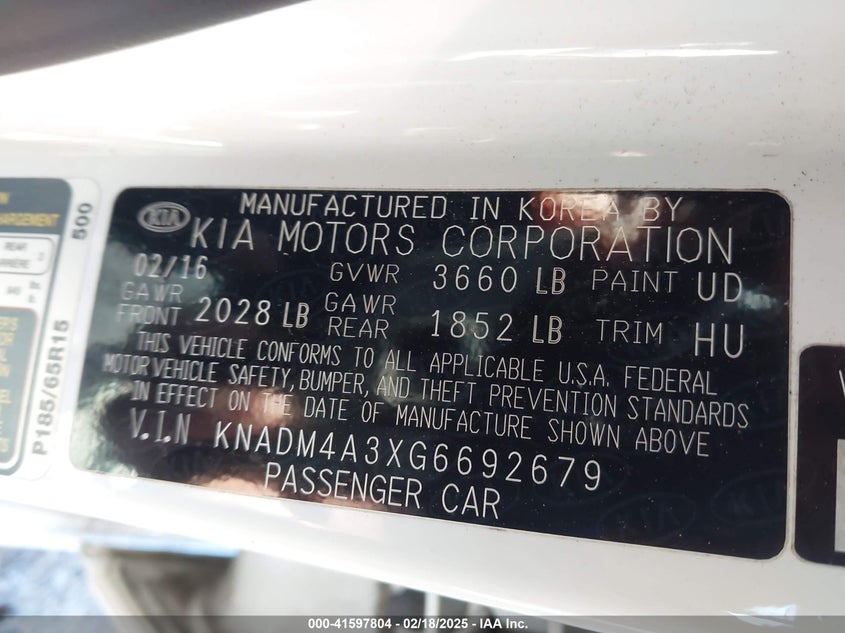 MANUFACTURED IN KOREA BY
KIA KIA MOTORS CORPORATION
02/16 GVWR 3660 LB PAINT UD
GAWR FRONT 2028 LB GAWR REAR 1852 LB TRIM HU
THIS VEHICLE CONFORMS TO ALL APPLICABLE U.S.A. FEDERAL
MOTOR VEHICLE SAFETY, BUMPER, AND THEFT PREVENTION STANDARDS
IN EFFECT ON THE DATE OF MANUFACTURE SHOWN ABOVE
V.I.N KNADM4A3XG6692679
PASSENGER CAR
500
P185/65R15
REAR
000-41597804 - 02/18/2025 - IAA Inc.